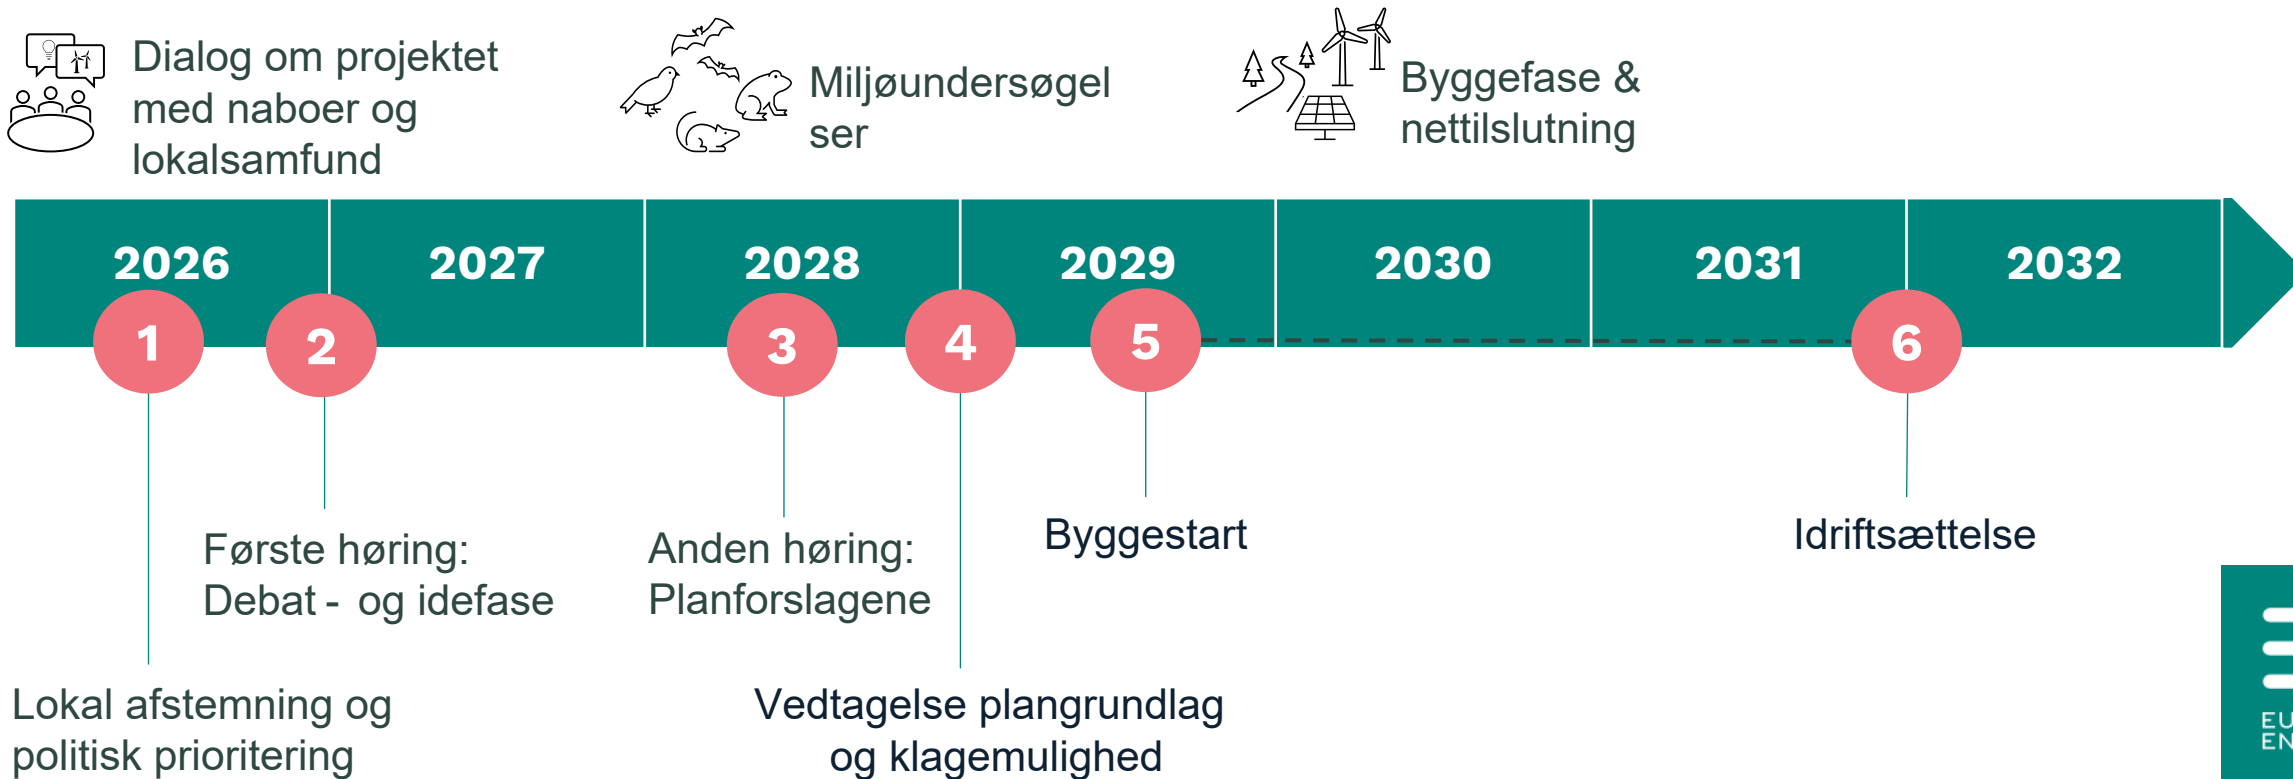 Dialog om projektet
med naboer og
lokalsamfund
Miljøundersøgel
ser
Byggefase &
nettilslutning
2026
2027
2028
2029
2030
2031
2032
1
2
3
4
5
6
Første høring:
Debat - og idefase
Anden høring:
Planforslagene
Byggestart
Idriftsættelse
Lokal afstemning og
politisk prioritering
Vedtagelse plangrundlag
og klagemulighed
EU
EN